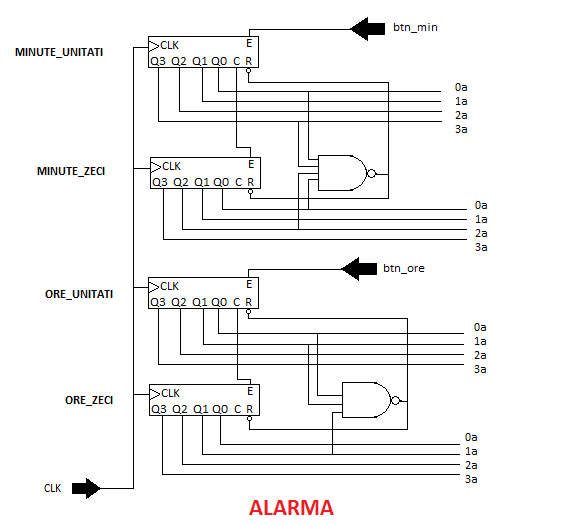 btn_min
MINUTE_UNITATI
CLK
E
Q3 Q2 Q1 Q0 C R
0a
1a
2a
3a
MINUTE_ZECI
CLK
E
Q3 Q2 Q1 Q0 C R
0a
1a
2a
3a
btn_ore
ORE_UNITATI
CLK
E
Q3 Q2 Q1 Q0 C R
0a
1a
2a
3a
ORE_ZECI
CLK
E
Q3 Q2 Q1 Q0 C R
0a
1a
2a
3a
CLK
ALARMA